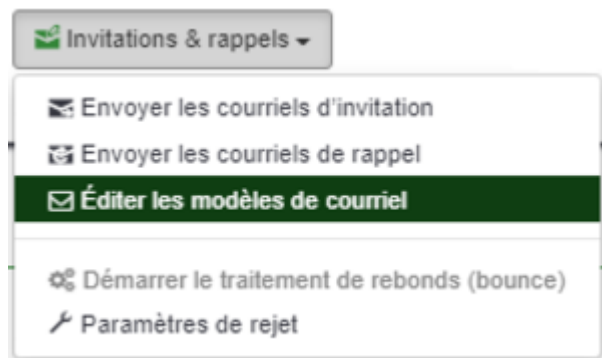 Invitations & rappels
Envoyer les courriels d'invitation
Envoyer les courriels de rappel
Éditer les modèles de courriel
Démarrer le traitement de rebonds (bounce)
Paramètres de rejet